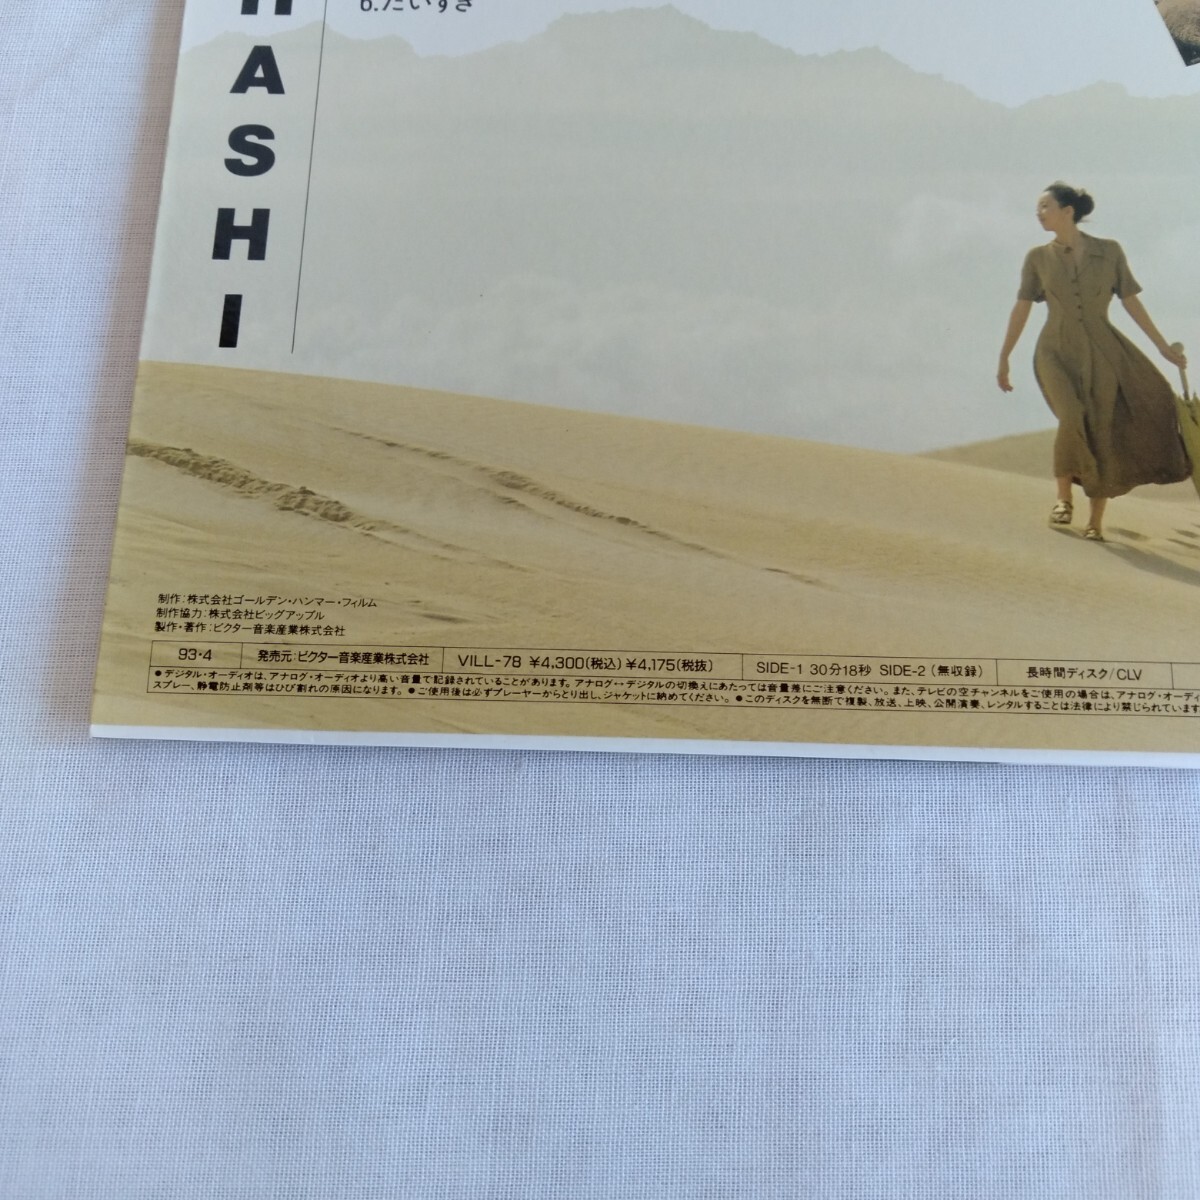 HASHI
6.だいすき
制作：株式会社ゴールデン・ハンマー・フィルム
制作協力：株式会社ビッグアップル
製作・著作：ビクター音楽産業株式会社
93・4 発売元：ビクター音楽産業株式会社 VILL-78 ¥4,300（税込）¥4,175（税抜） SIDE-1 30分18秒 SIDE-2（無収録） 長時間ディスク/CLV
●デジタル・オーディオは、アナログ・オーディオより高い音量で記録されていることがあります。アナログ↔デジタルの切換えにあたっては音量差にご注意ください。また、テレビの空チャンネルをご使用の場合は、アナログ・オーディ
スプレー、静電防止剤等はひび割れの原因になります。●ご使用後は必ずプレーヤーからとり出し、ジャケットに納めてください。●このディスクを無断で複製、放送、上映、公開演奏、レンタルすることは法律により禁じられています